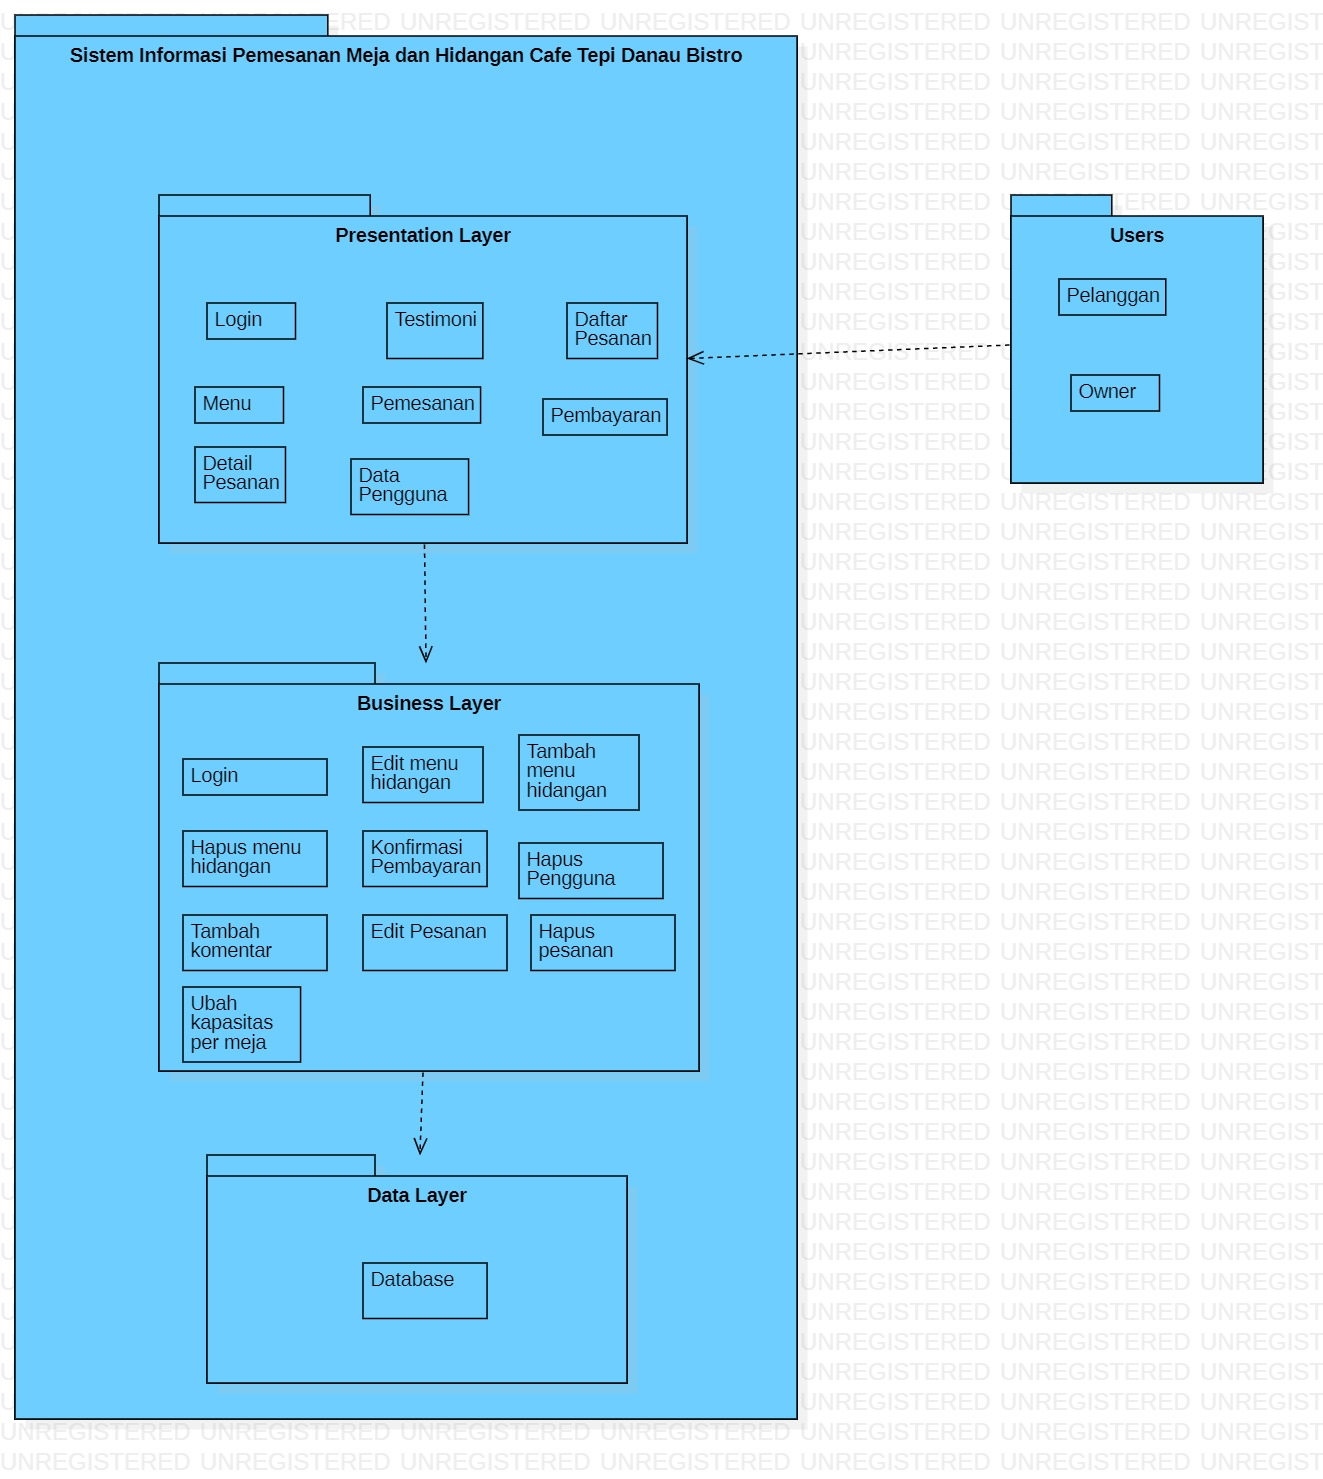 Sistem Informasi Pemesanan Meja dan Hidangan Cafe Tepi Danau Bistro
Presentation Layer
Login
Testimoni
Daftar
Pesanan
Menu
Pemesanan
Pembayaran
Detail
Pesanan
Data
Pengguna
Users
Pelanggan
Owner
Business Layer
Login
Edit menu
hidangan
Tambah
menu
hidangan
Hapus menu
hidangan
Konfirmasi
Pembayaran
Hapus
Pengguna
Tambah
komentar
Edit Pesanan
Hapus
pesanan
Ubah
kapasitas
per meja
Data Layer
Database
UNREGISTERED UNREGISTERED UNREGISTERED UNREGISTERED UNREGISTERED UNREGISTERED UNREGIST